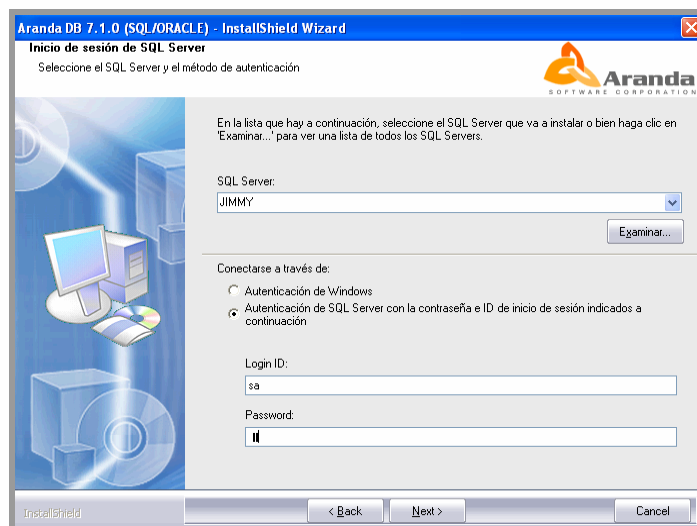 Aranda DB 7.1.0 (SQL/ORACLE) - InstallShield Wizard
Inicio de sesión de SQL Server
Seleccione el SQL Server y el método de autenticación
Aranda
SOFTWARE CORPORATION
En la lista que hay a continuación, seleccione el SQL Server que va a instalar o bien haga clic en
'Examinar...' para ver una lista de todos los SQL Servers.
SQL Server:
JIMMY
Examinar...
Conectarse a través de:
Autenticación de Windows
Autenticación de SQL Server con la contraseña e ID de inicio de sesión indicados a
continuación
Login ID:
sa
Password:
InstallShield
< Back
Next >
Cancel